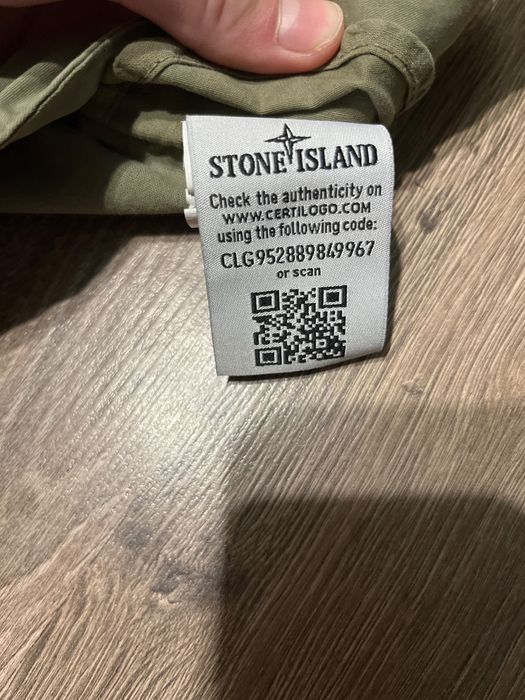 STONE ISLAND
Check the authenticity on
WWW.CERTILOGO.COM
using the following code:
CLG952889849967
or scan